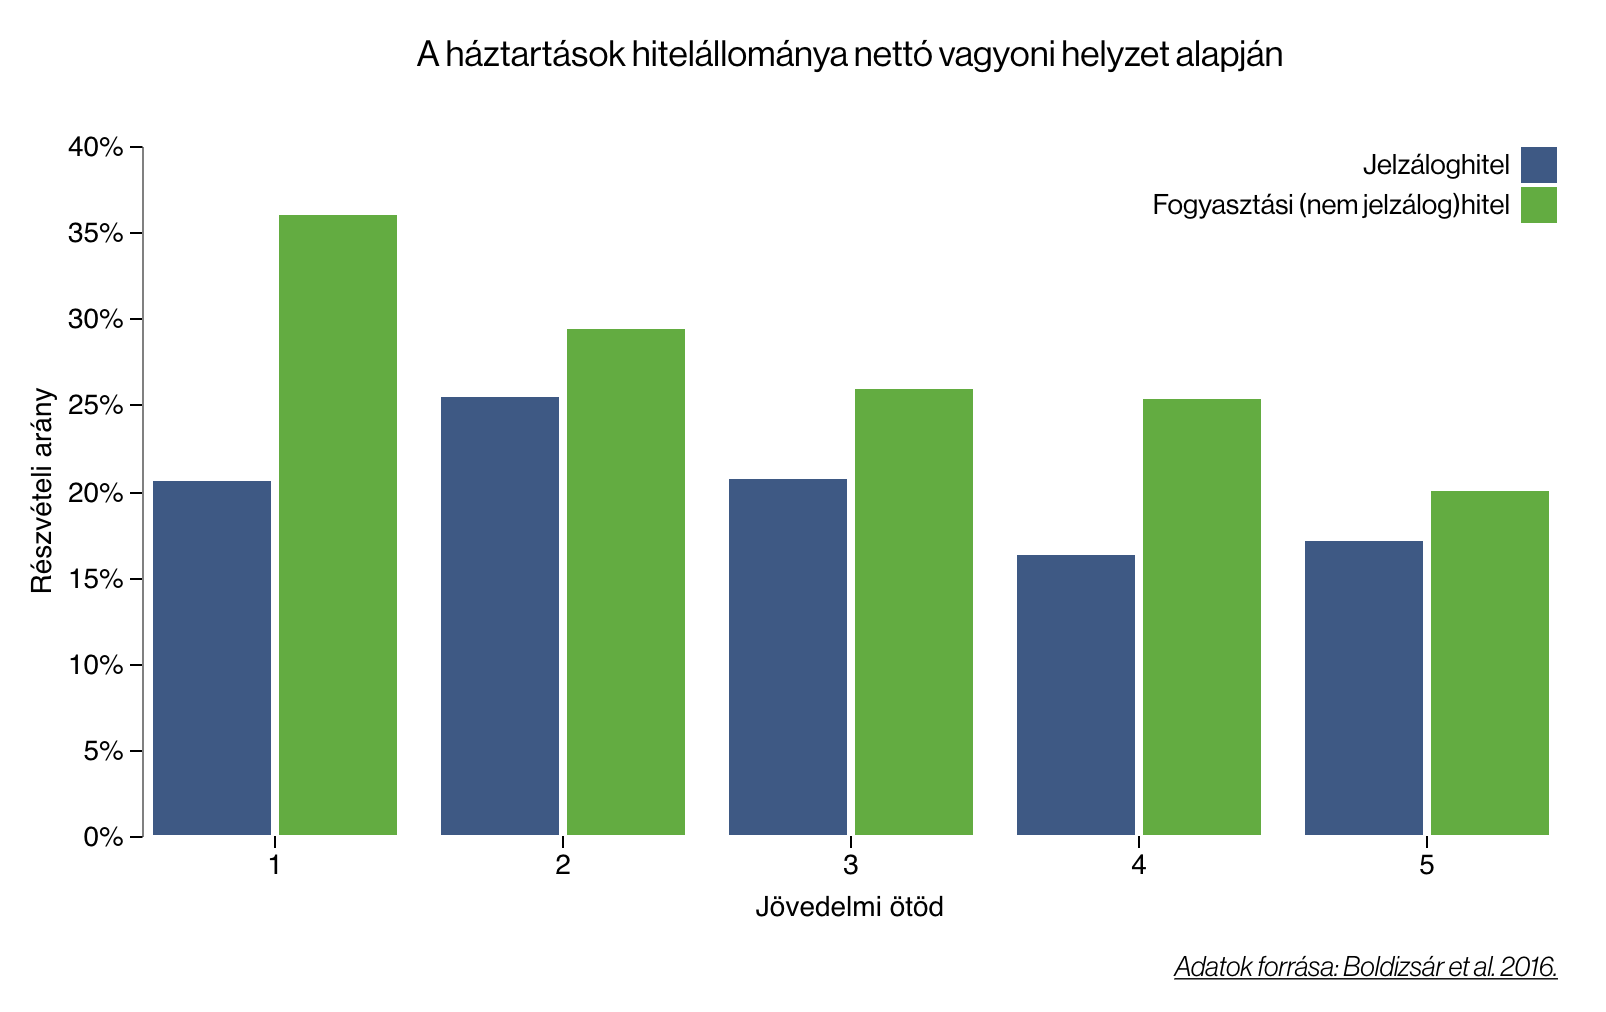 A háztartások hitelállománya nettó vagyoni helyzet alapján
Jelzáloghitel
Fogyasztási (nem jelzálog)hitel
Részvételi arány
40%
35%
30%
25%
20%
15%
10%
5%
0%
1 2 3 4 5
Jövedelmi ötöd
Adatok forrása: Boldizsár et al. 2016.